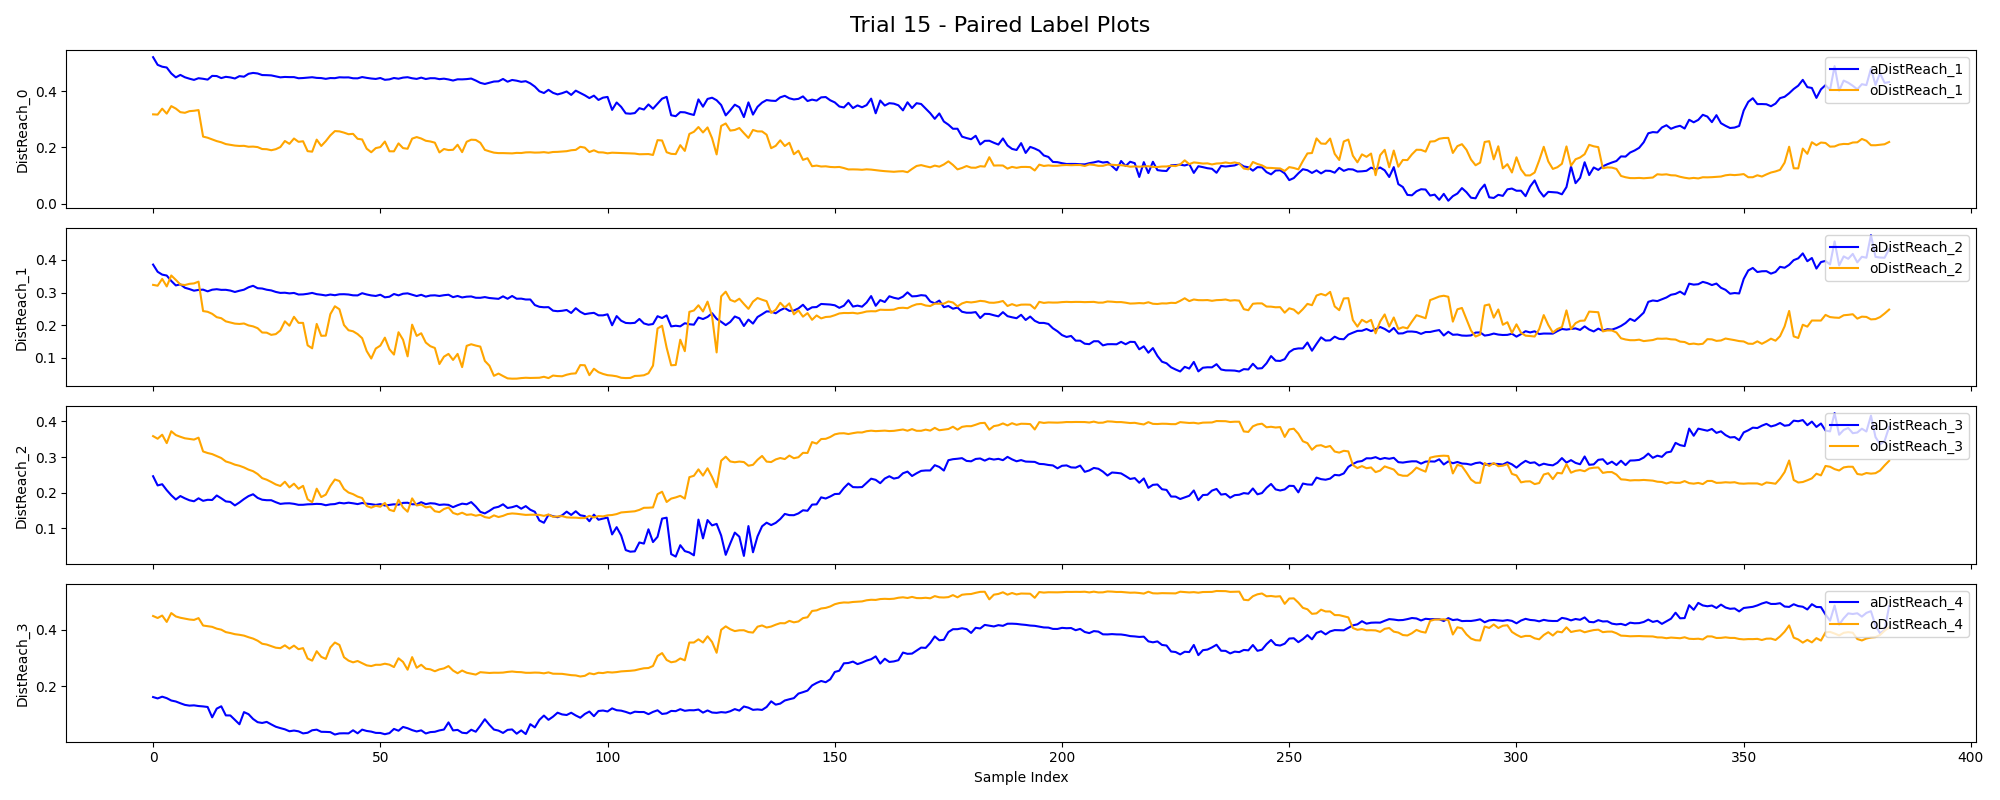 Trial 15 - Paired Label Plots
DistReach_0
0.4
0.2
0.0
aDistReach_1
oDistReach_1
DistReach_1
0.4
0.3
0.2
0.1
aDistReach_2
oDistReach_2
DistReach_2
0.4
0.3
0.2
0.1
aDistReach_3
oDistReach_3
DistReach_3
0.4
0.2
aDistReach_4
oDistReach_4
0 50 100 150 200 250 300 350 400
Sample Index